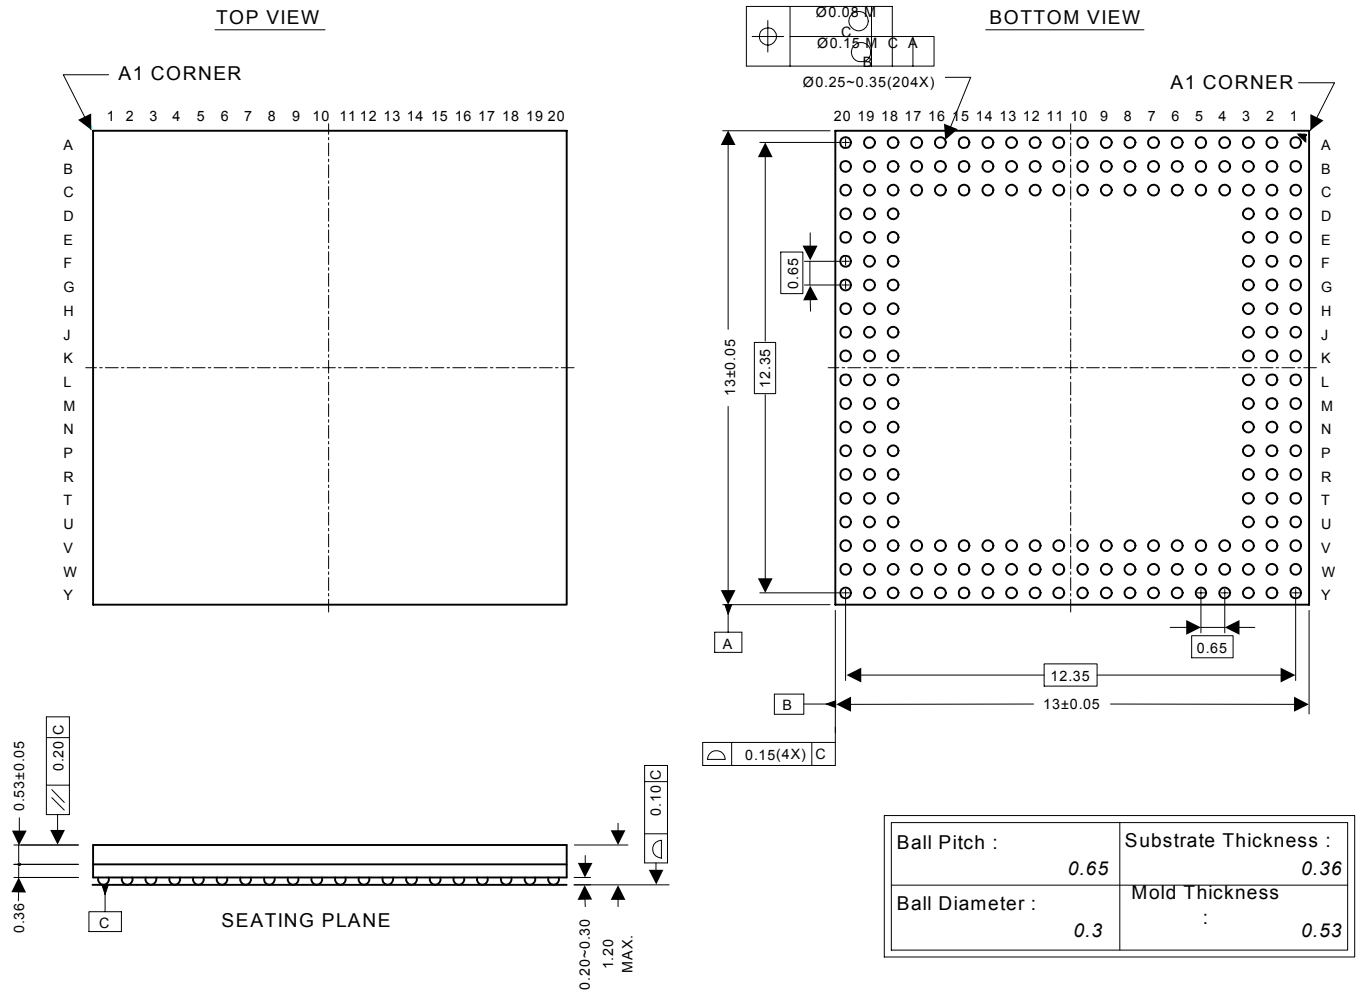 TOP VIEW
BOTTOM VIEW
Ø0.08 M
C
Ø0.15 M C A
B
Ø0.25~0.35(204X)
A1 CORNER
A1 CORNER
1 2 3 4 5 6 7 8 9 10 11 12 13 14 15 16 17 18 19 20
20 19 18 17 16 15 14 13 12 11 10 9 8 7 6 5 4 3 2 1
A
B
C
D
E
F
G
H
J
K
L
M
N
P
R
T
U
V
W
Y
0.65
13±0.05
12.35
A
B
C
D
E
F
G
H
J
K
L
M
N
P
R
T
U
V
W
Y
A
0.65
12.35
B
13±0.05
0.15(4X) C
0.53±0.05
0.20 C
0.10 C
0.36
C
SEATING PLANE
0.20~0.30
1.20
MAX.
Ball Pitch :
0.65
Substrate Thickness :
0.36
Ball Diameter :
0.3
Mold Thickness
:
0.53